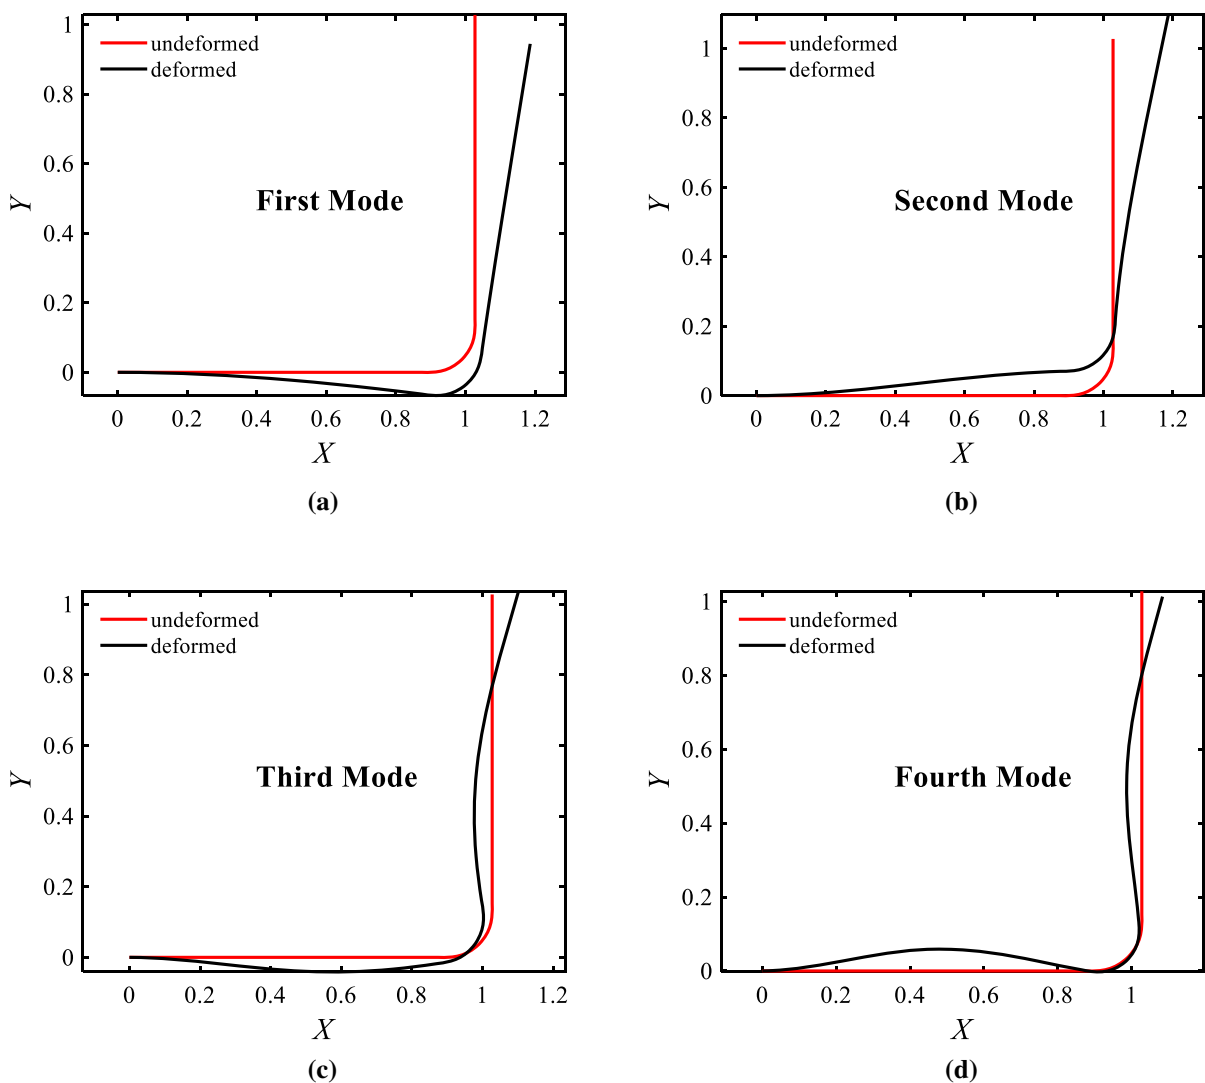 undeformed
deformed
First Mode
Y
1
0.8
0.6
0.4
0.2
0
0 0.2 0.4 0.6 0.8 1 1.2
X
(a)
undeformed
deformed
Second Mode
Y
1
0.8
0.6
0.4
0.2
0
0 0.2 0.4 0.6 0.8 1 1.2
X
(b)
undeformed
deformed
Third Mode
Y
1
0.8
0.6
0.4
0.2
0
0 0.2 0.4 0.6 0.8 1 1.2
X
(c)
undeformed
deformed
Fourth Mode
Y
1
0.8
0.6
0.4
0.2
0
0 0.2 0.4 0.6 0.8 1
X
(d)